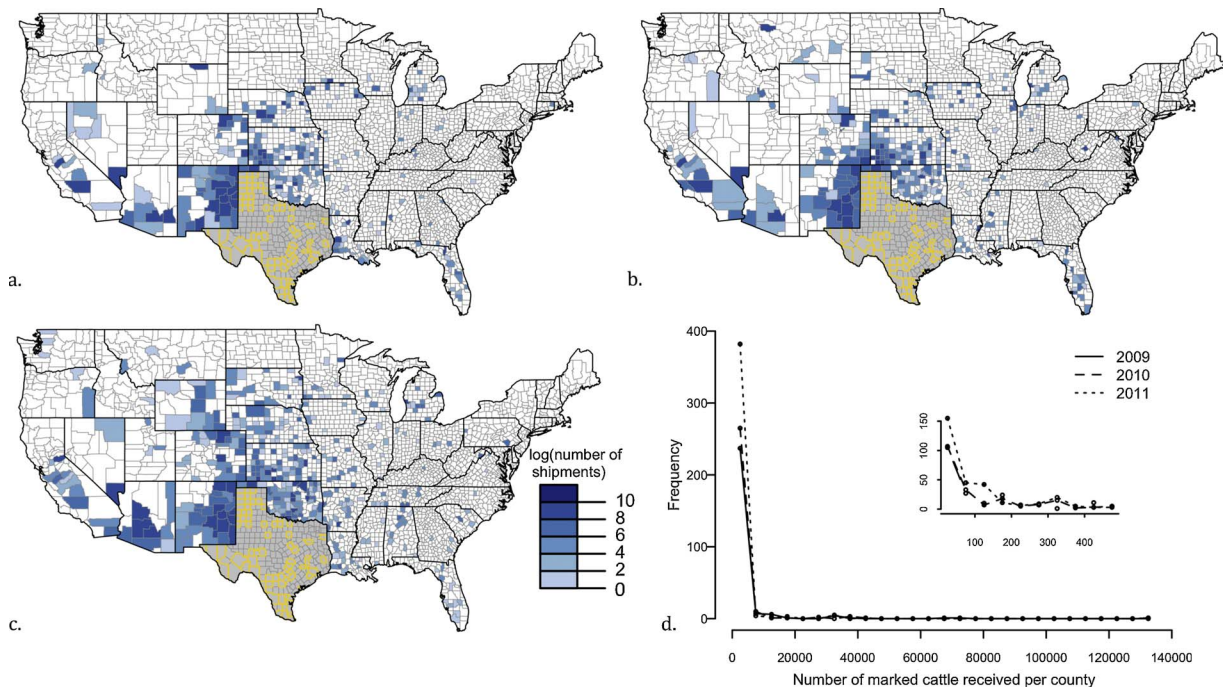 a.
b.
c.
log(number of
shipments)
10
8
6
4
2
0
d.
400
300
200
100
0
Frequency
2009
2010
2011
150
100
50
0
100 200 300 400
0 20000 40000 60000 80000 100000 120000 140000
Number of marked cattle received per county